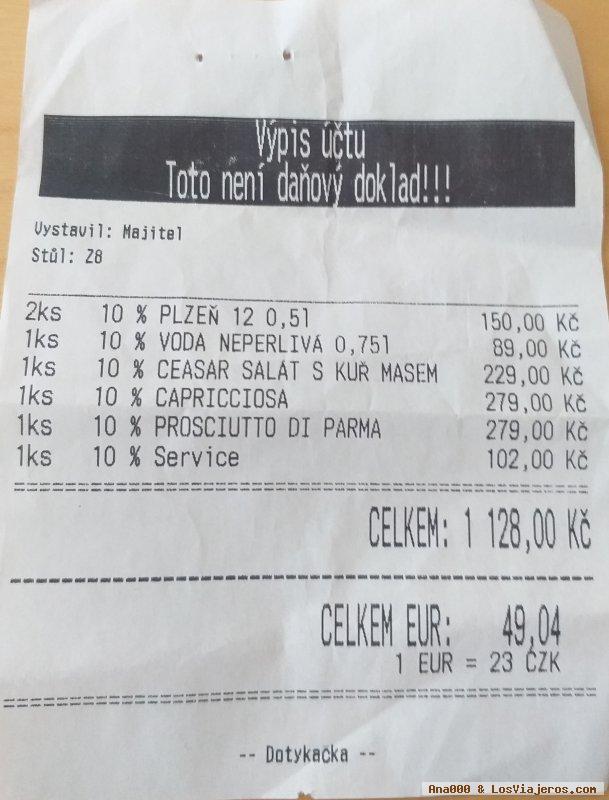 Výpis účtu
Toto není daňový doklad!!!
Vystavil: Majitel
Stůl: Z8
2ks 10 % PLZEŇ 12 0,5l 150,00 Kč
1ks 10 % VODA NEPERLIVÁ 0,75l 89,00 Kč
1ks 10 % CEASAR SALÁT S KUŘ MASEM 229,00 Kč
1ks 10 % CAPRICCIOSA 279,00 Kč
1ks 10 % PROSCIUTTO DI PARMA 279,00 Kč
1ks 10 % Service 102,00 Kč
CELKEM: 1 128,00 Kč
CELKEM EUR: 49,04
1 EUR = 23 CZK
-- Dotykačka --
Ana000 & LosViajeros.com